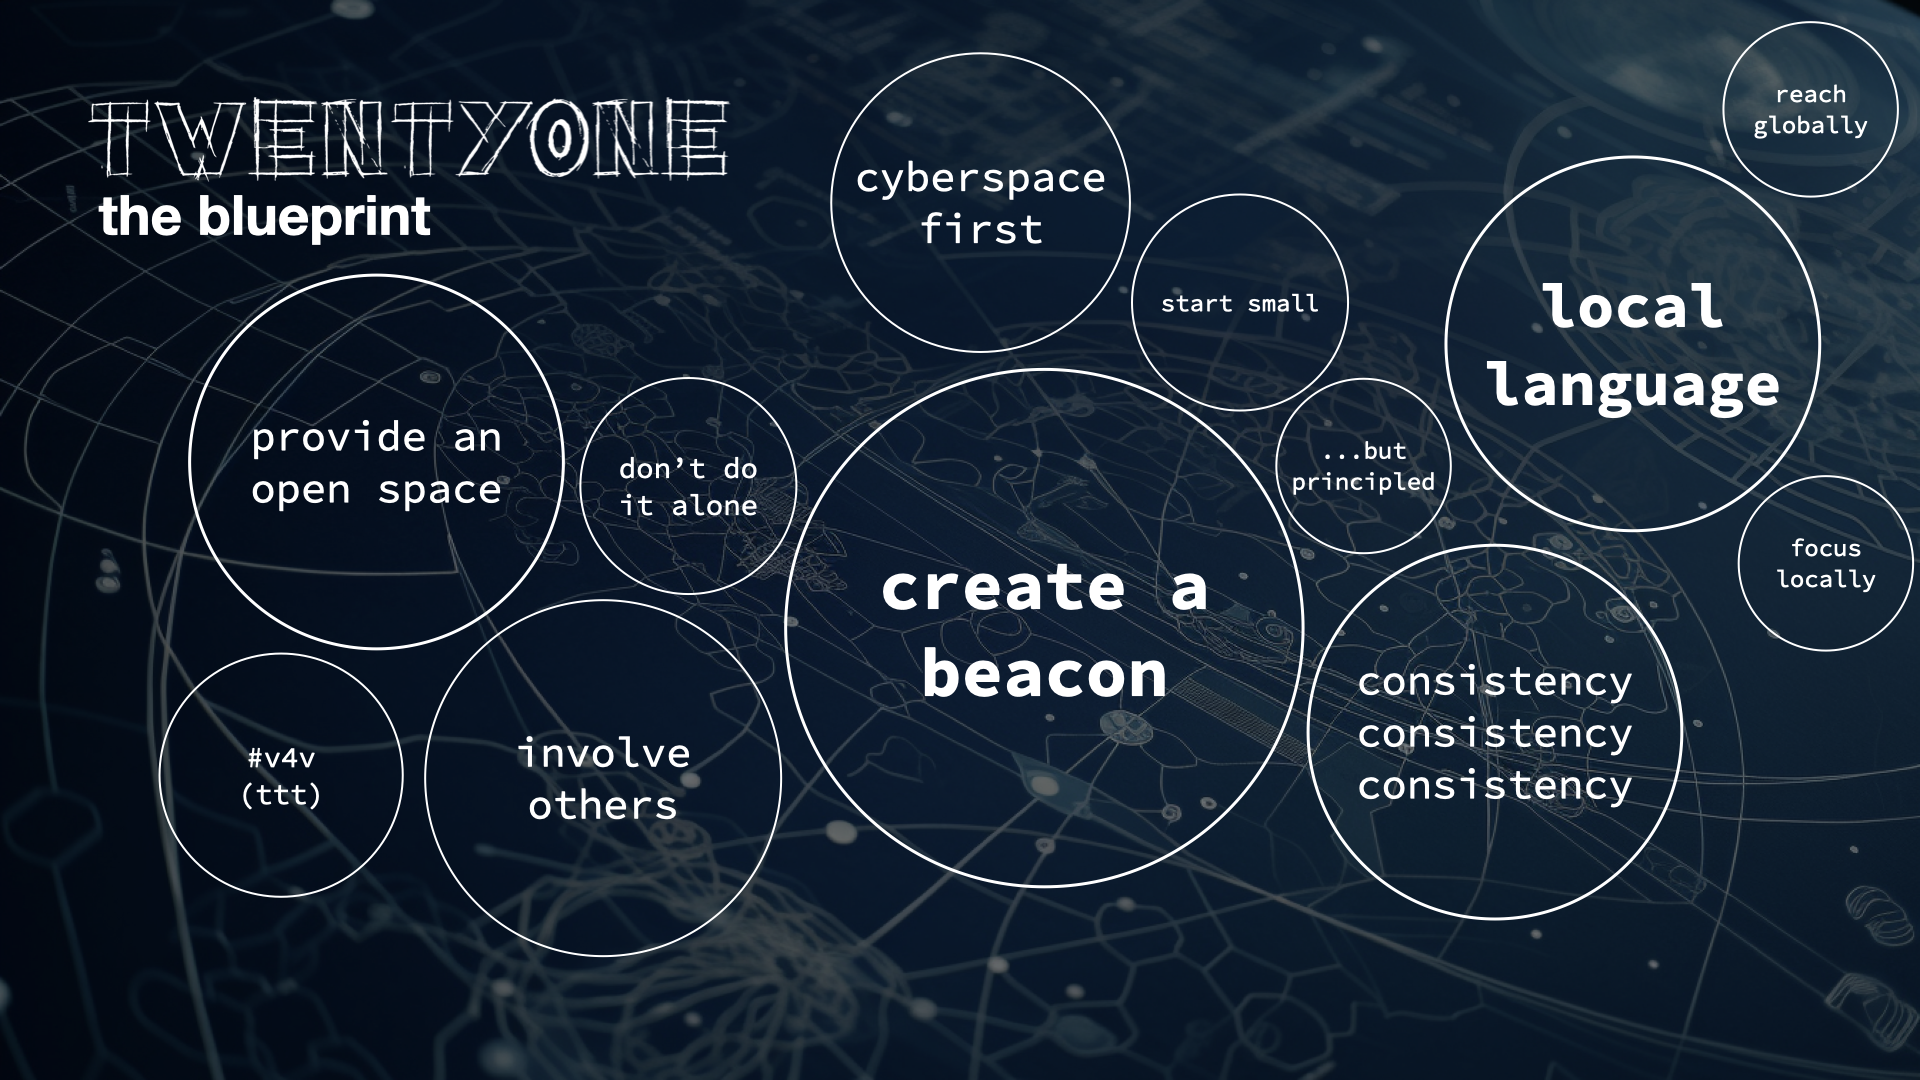 TWENTYONE
the blueprint
cyberspace
first
reach
globally
start small
local
language
provide an
open space
don’t do
it alone
...but
principled
create a
beacon
focus
locally
consistency
consistency
consistency
#v4v
(ttt)
involve
others